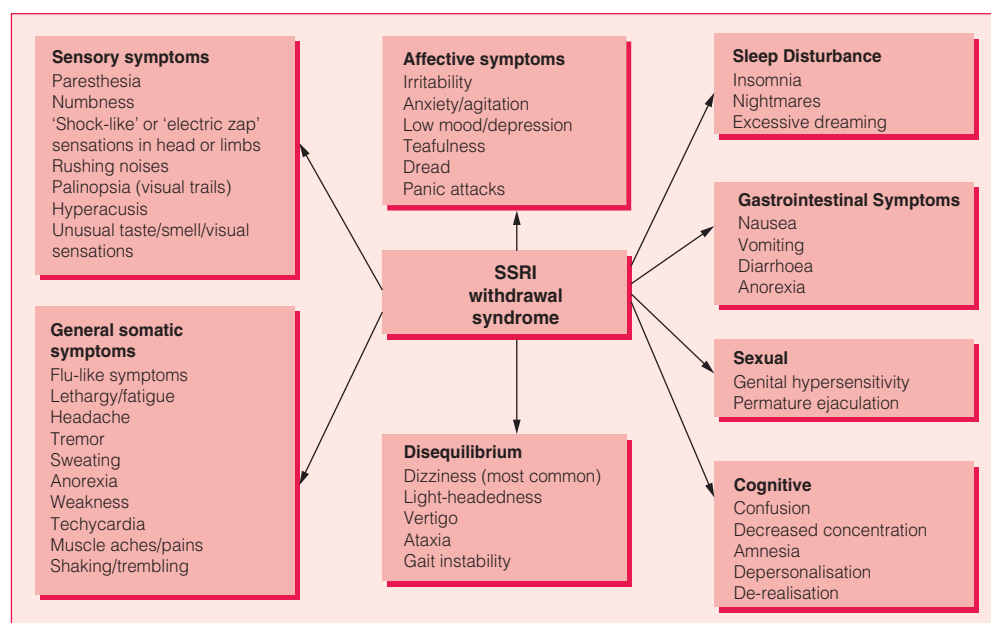 Sensory symptoms
Paresthesia
Numbness
‘Shock-like’ or ‘electric zap’
sensations in head or limbs
Rushing noises
Palinopsia (visual trails)
Hyperacusis
Unusual taste/smell/visual
sensations
Affective symptoms
Irritability
Anxiety/agitation
Low mood/depression
Teafulness
Dread
Panic attacks
Sleep Disturbance
Insomnia
Nightmares
Excessive dreaming
Gastrointestinal Symptoms
Nausea
Vomiting
Diarrhoea
Anorexia
SSRI
withdrawal
syndrome
General somatic
symptoms
Flu-like symptoms
Lethargy/fatigue
Headache
Tremor
Sweating
Anorexia
Weakness
Techycardia
Muscle aches/pains
Shaking/trembling
Disequilibrium
Dizziness (most common)
Light-headedness
Vertigo
Ataxia
Gait instability
Sexual
Genital hypersensitivity
Permature ejaculation
Cognitive
Confusion
Decreased concentration
Amnesia
Depersonalisation
De-realisation